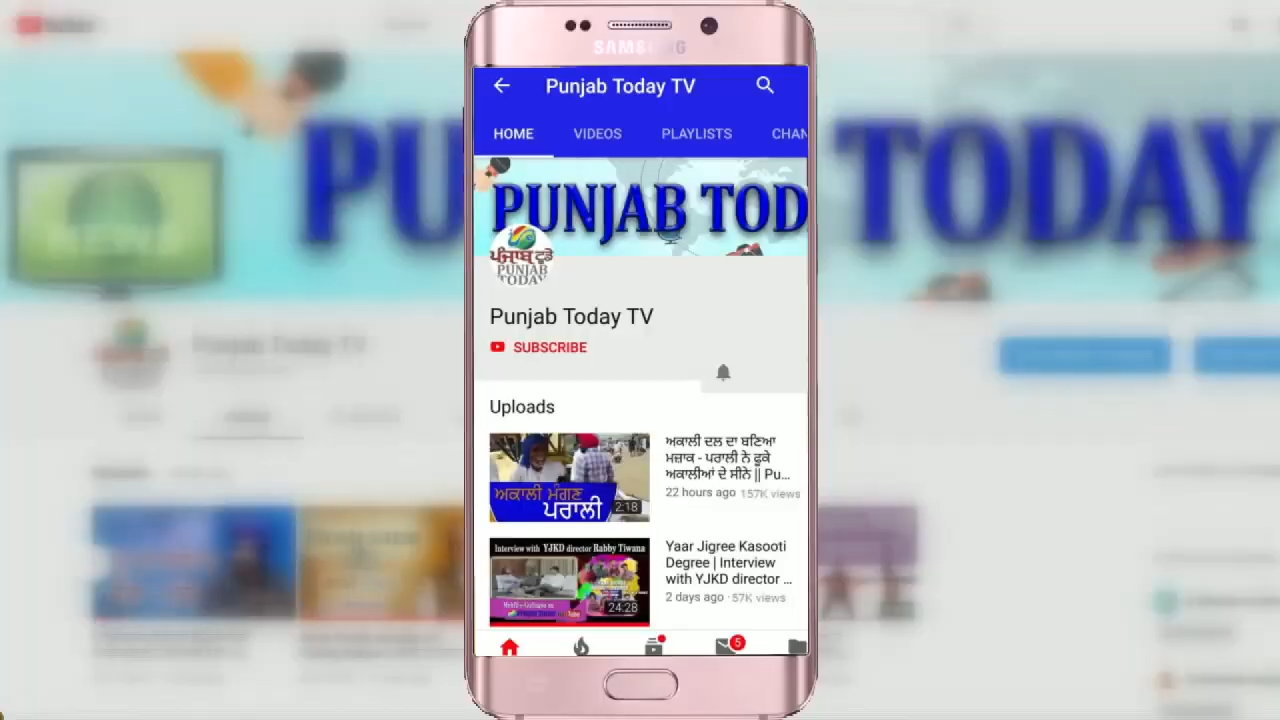 SAMSUNG
Punjab Today TV
HOME VIDEOS PLAYLISTS CHAN
PUNJAB TOD
PU
TODAY
ਪੰਜਾਬ ਟੂਡੇ
PUNJAB
TODAY
Punjab Today TV
SUBSCRIBE
Uploads
ਅਕਾਲੀ ਮੰਗਣ
ਪਰਾਲੀ
2:18
ਅਕਾਲੀ ਦਲ ਦਾ ਬਣਿਆ
ਮਜ਼ਾਕ - ਪਰਾਲੀ ਨੇ ਫੂਕੇ
ਅਕਾਲੀਆਂ ਦੇ ਸੀਨੇ || Pu...
22 hours ago 157K views
Interview with YJKD director Rabby Tiwana
24:28
Yaar Jigree Kasooti
Degree | Interview
with YJKD director ...
2 days ago · 57K views
5